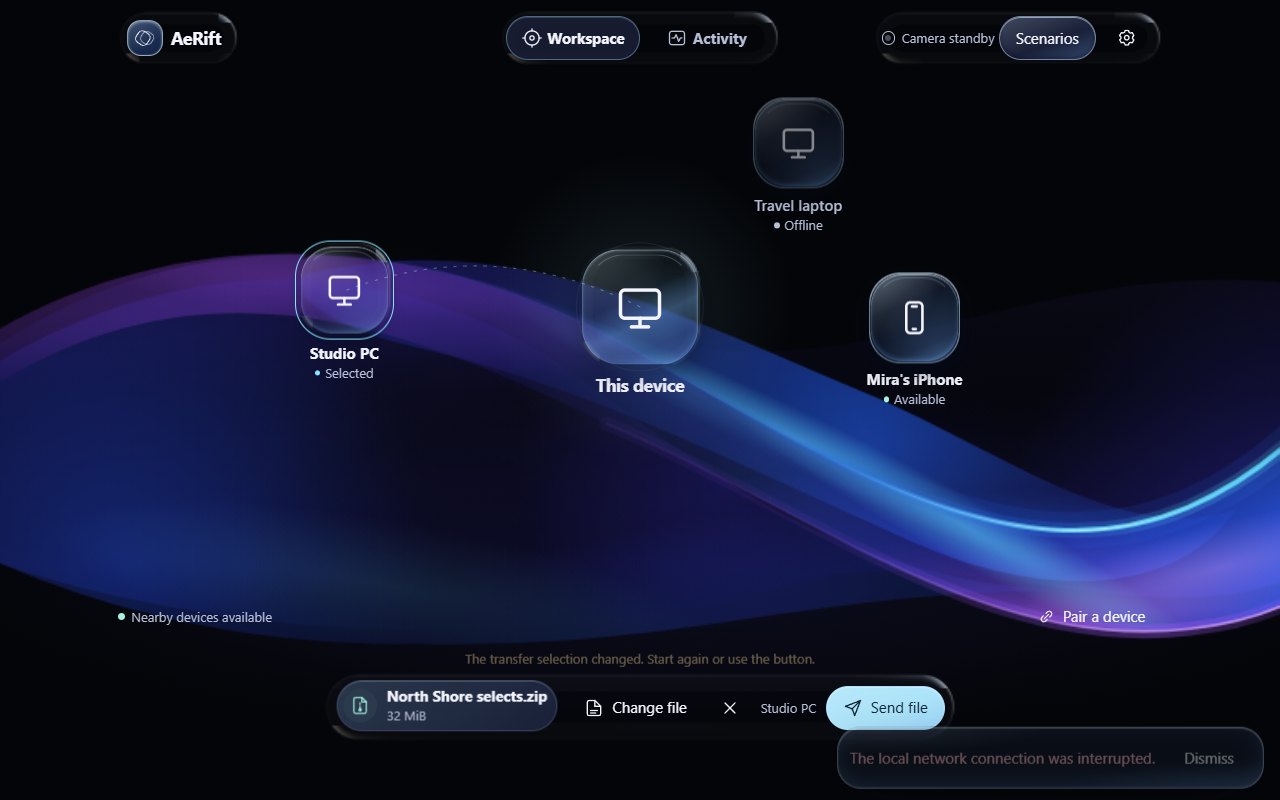 AeRift
Workspace
Activity
Camera standby
Scenarios
Travel laptop
Offline
Studio PC
Selected
This device
Mira's iPhone
Available
Nearby devices available
Pair a device
The transfer selection changed. Start again or use the button.
North Shore selects.zip
32 MiB
Change file
Studio PC
Send file
The local network connection was interrupted.
Dismiss